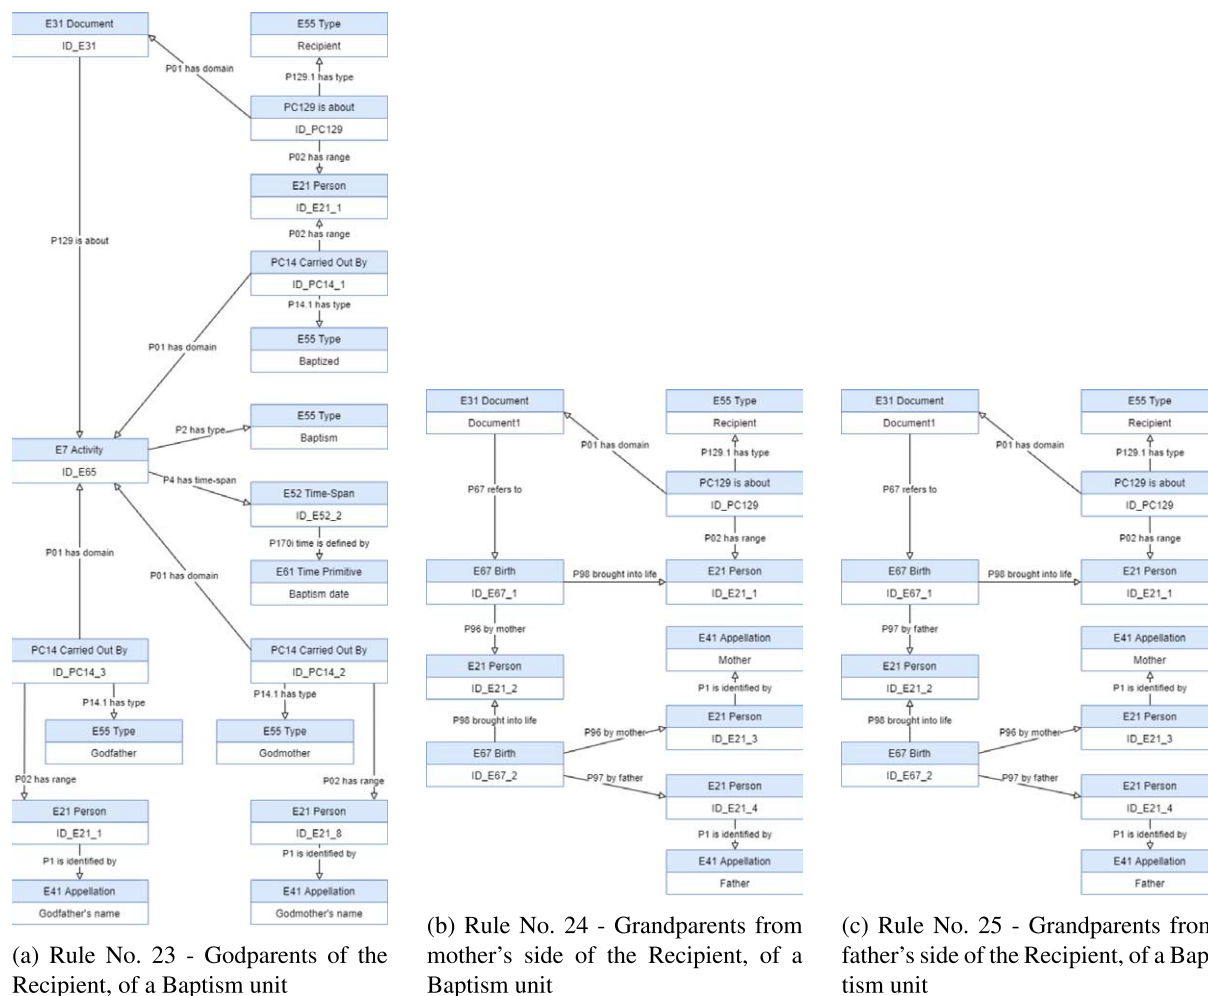 E31 Document
ID_E31
E55 Type
Recipient
P01 has domain
P129.1 has type
PC129 is about
ID_PC129
P02 has range
E21 Person
ID_E21_1
P02 has range
P129 is about
PC14 Carried Out By
ID_PC14_1
P14.1 has type
E55 Type
Baptized
P01 has domain
E55 Type
Baptism
P2 has type
E7 Activity
ID_E65
P4 has time-span
E52 Time-Span
ID_E52_2
P170i time is defined by
E61 Time Primitive
Baptism date
P01 has domain
P01 has domain
PC14 Carried Out By
ID_PC14_3
PC14 Carried Out By
ID_PC14_2
P14.1 has type
P14.1 has type
E55 Type
Godfather
E55 Type
Godmother
P02 has range
P02 has range
E21 Person
ID_E21_1
E21 Person
ID_E21_8
P1 is identified by
P1 is identified by
E41 Appellation
Godfather's name
E41 Appellation
Godmother's name
(a) Rule No. 23 - Godparents of the
Recipient, of a Baptism unit
E31 Document
Document1
E55 Type
Recipient
P01 has domain
P129.1 has type
P67 refers to
PC129 is about
ID_PC129
P02 has range
E67 Birth
ID_E67_1
P98 brought into life
E21 Person
ID_E21_1
P96 by mother
E41 Appellation
Mother
E21 Person
ID_E21_2
P1 is identified by
P98 brought into life
E21 Person
ID_E21_3
P96 by mother
E67 Birth
ID_E67_2
P97 by father
E21 Person
ID_E21_4
P1 is identified by
E41 Appellation
Father
(b) Rule No. 24 - Grandparents from
mother's side of the Recipient, of a
Baptism unit
E31 Document
Document1
E55 Type
Recipient
P01 has domain
P129.1 has type
P67 refers to
PC129 is about
ID_PC129
P02 has range
E67 Birth
ID_E67_1
P98 brought into life
E21 Person
ID_E21_1
P97 by father
E41 Appellation
Mother
E21 Person
ID_E21_2
P1 is identified by
P98 brought into life
E21 Person
ID_E21_3
P96 by mother
E67 Birth
ID_E67_2
P97 by father
E21 Person
ID_E21_4
P1 is identified by
E41 Appellation
Father
(c) Rule No. 25 - Grandparents from
father's side of the Recipient, of a Bap
tism unit